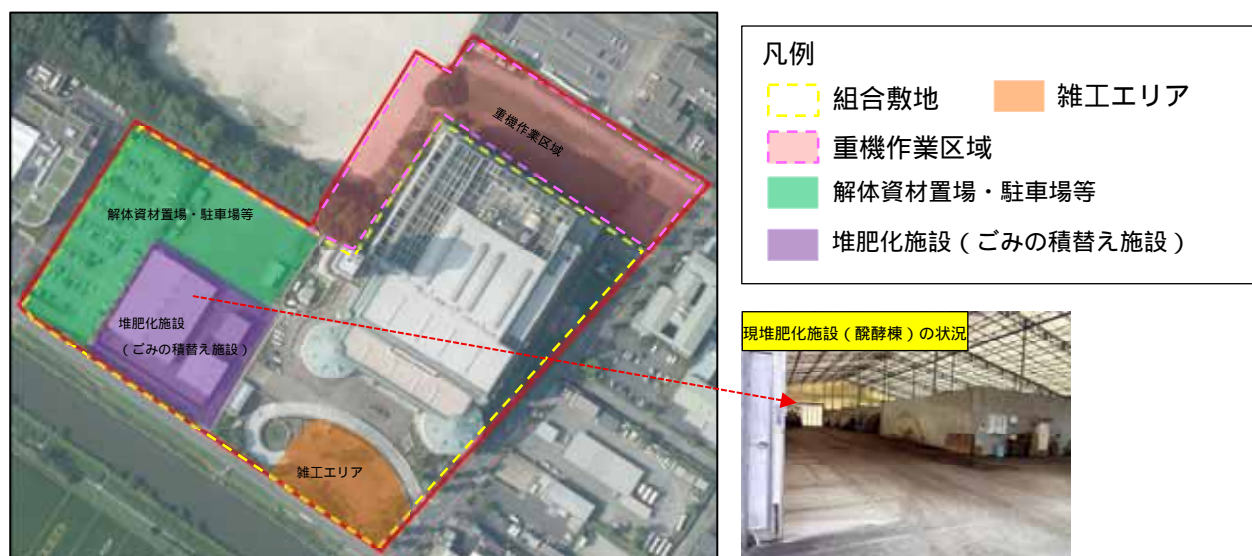 重機作業区域
解体資材置場・駐車場等
堆肥化施設
（ごみの積替え施設）
雑工エリア
凡例
組合敷地
雑工エリア
重機作業区域
解体資材置場・駐車場等
堆肥化施設（ごみの積替え施設）
現堆肥化施設（醗酵棟）の状況